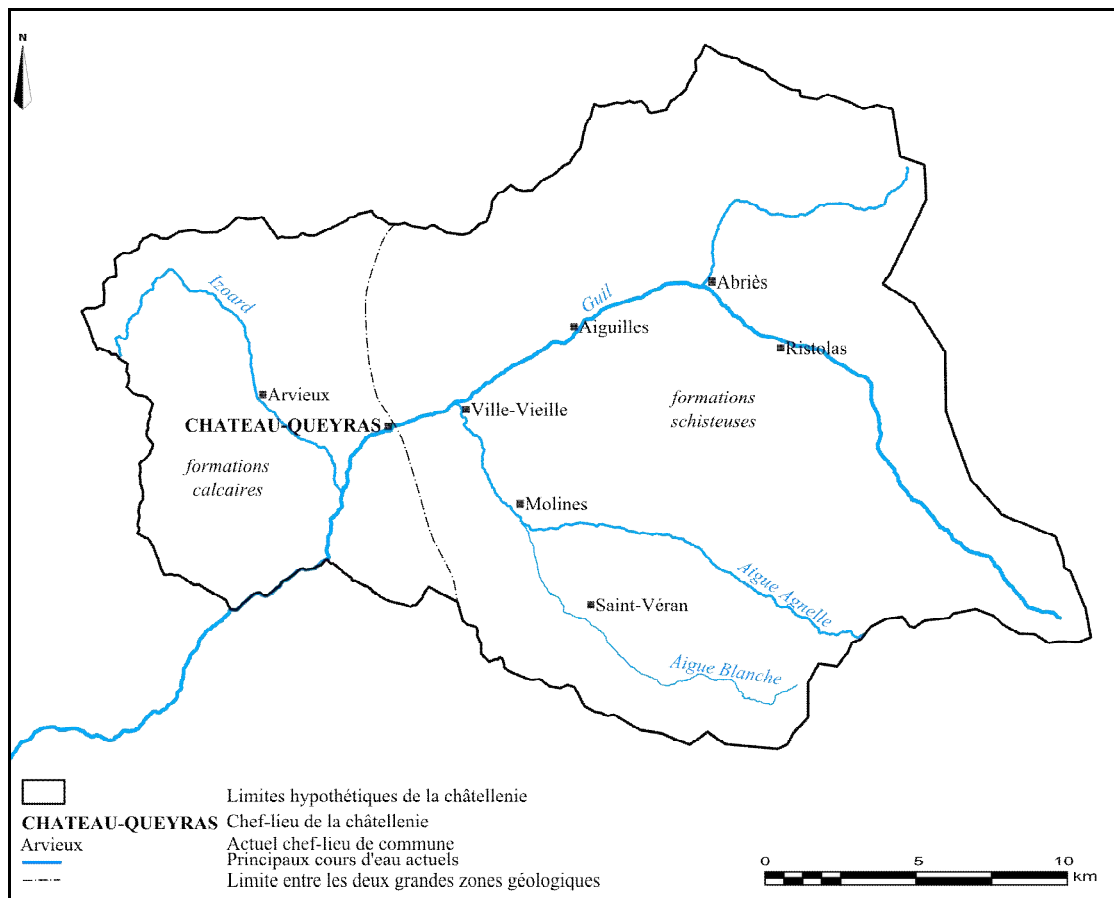 N
Izoard
Guil
Abriès
Aiguilles
Ristolas
Arvieux
formations
schisteuses
Ville-Vieille
CHATEAU-QUEYRAS
formations
calcaires
Molines
Aigue Agnelle
Saint-Véran
Aigue Blanche
Limites hypothétiques de la châtellenie
CHATEAU-QUEYRAS Chef-lieu de la châtellenie
Arvieux Actuel chef-lieu de commune
Principaux cours d'eau actuels
Limite entre les deux grandes zones géologiques
0 5 10
km